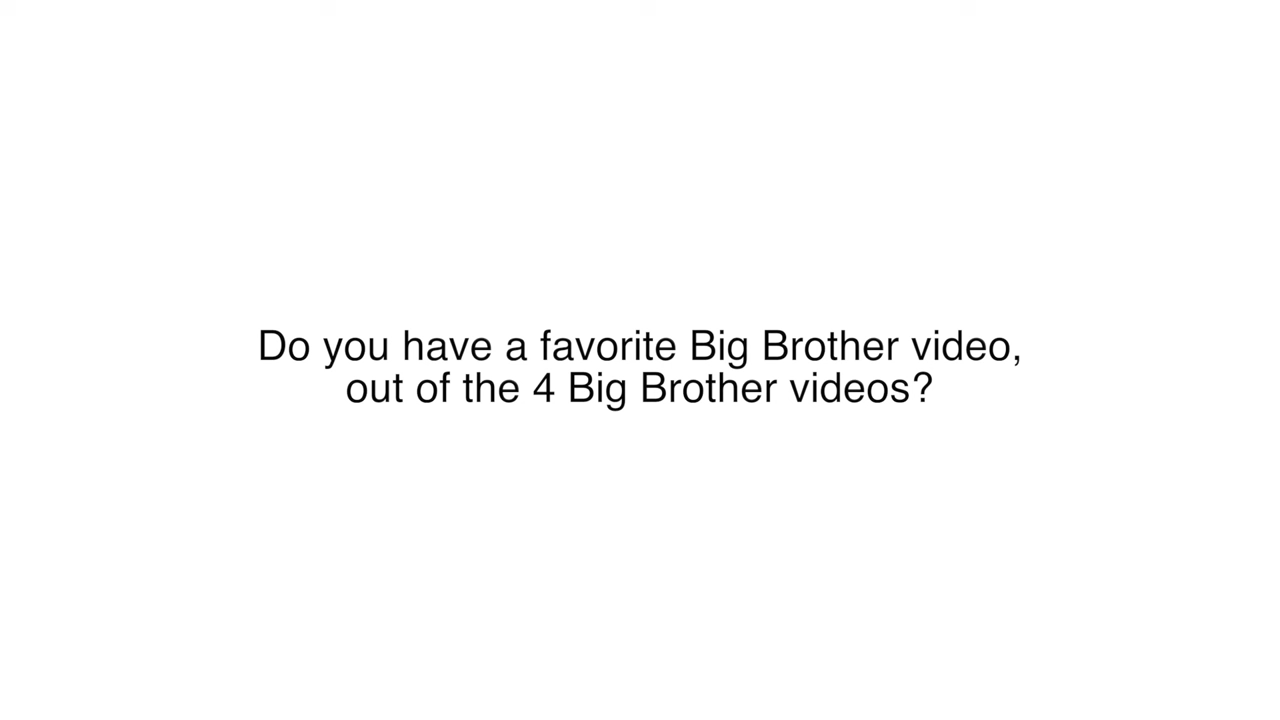 Do you have a favorite Big Brother video,
out of the 4 Big Brother videos?